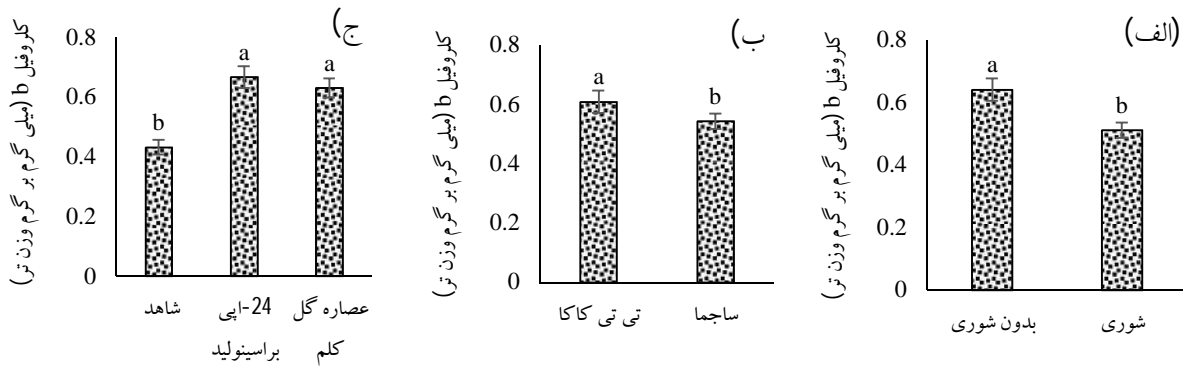 (الف)
کلروفیل b (میلی گرم بر گرم وزن تر)
0.8
0.6
0.4
0.2
0
a
b
بدون شوری
شوری
ب)
کلروفیل b (میلی گرم بر گرم وزن تر)
0.8
0.6
0.4
0.2
0
a
b
تی تی کاکا
ساجما
ج)
کلروفیل b (میلی گرم بر گرم وزن تر)
0.8
0.6
0.4
0.2
0
b
a
a
شاهد
24-اپی
براسینولید
عصاره گل
کلم